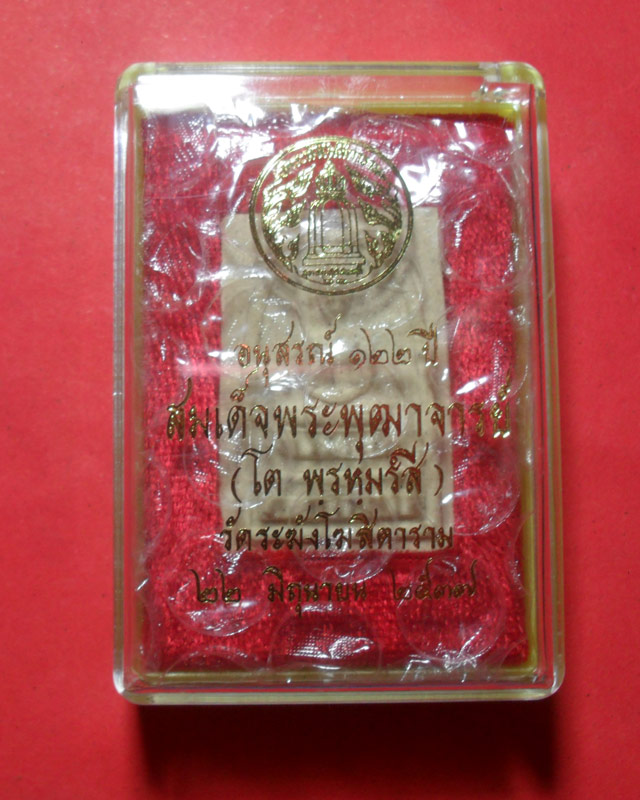 อนุสรณ์ ๑๒๒ ปี
สมเด็จพระพุฒาจารย์
(โต พฺรหฺมรํสี)
วัดระฆังโฆสิตาราม
๒๒ มิถุนายน ๒๕๓๗